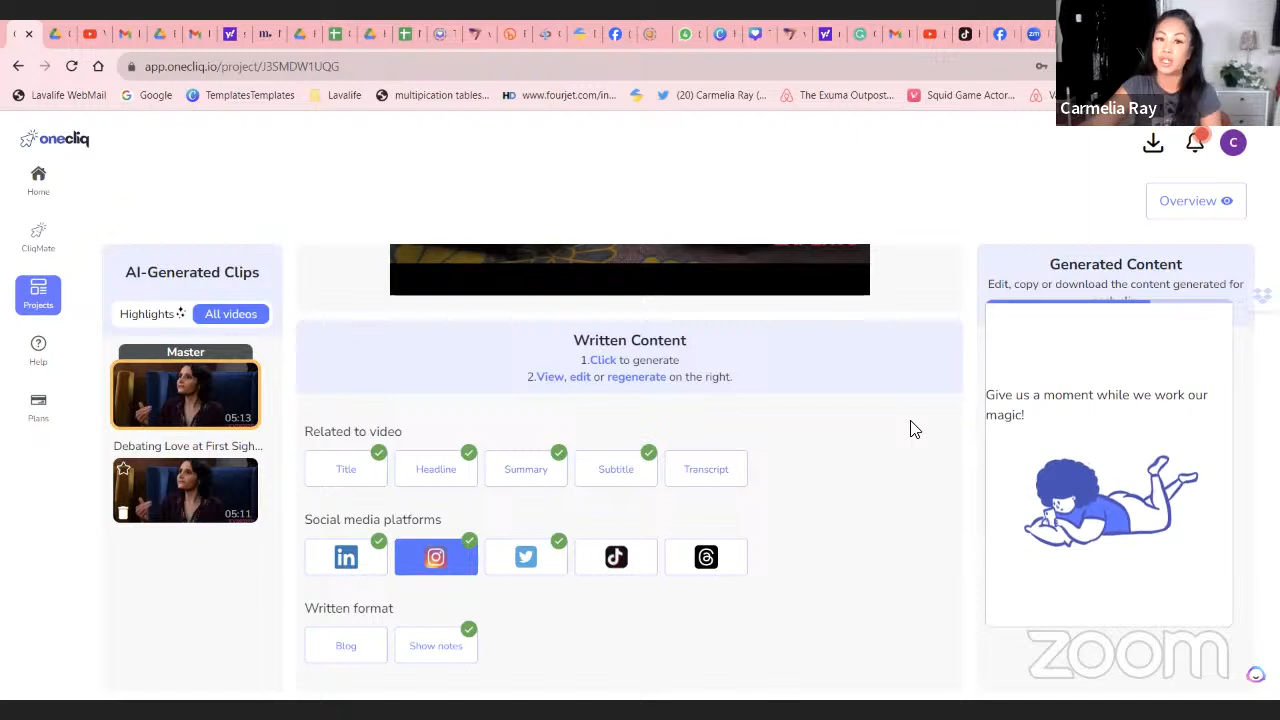 app.onecliq.io/project/J3SMDW1UQG
Lavalife WebMail
Google
TemplatesTemplates
Lavalife
multipication tables...
HD www.fourjet.com/in...
(20) Carmelia Ray (...
The Exuma Outpost...
Squid Game Actor...
Carmelia Ray
onecliq
C
Home
CliqMate
Projects
Help
Plans
Overview
AI-Generated Clips
Highlights
All videos
Master
05:13
Debating Love at First Sigh...
05:11
Written Content
1.Click to generate
2.View, edit or regenerate on the right.
Related to video
Title
Headline
Summary
Subtitle
Transcript
Social media platforms
Written format
Blog
Show notes
Generated Content
Edit, copy or download the content generated for
Give us a moment while we work our
magic!
zoom